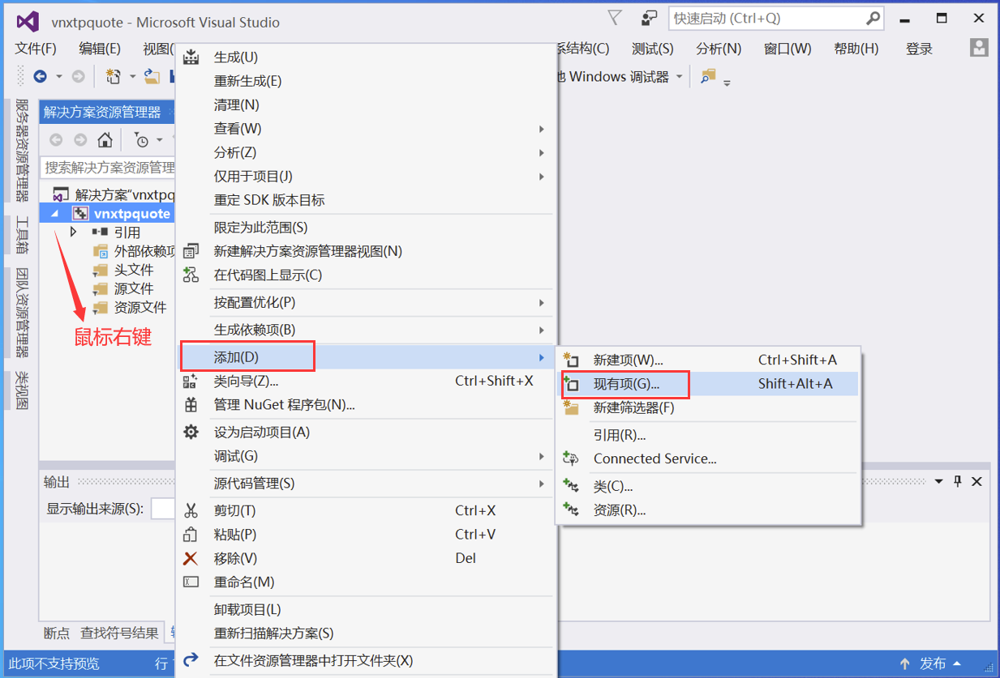 vnxtpquote - Microsoft Visual Studio
快速启动 (Ctrl+Q)
文件(F) 编辑(E) 视图( 系结构(C) 测试(S) 分析(N) 窗口(W) 帮助(H) 登录
Windows 调试器
服务器资源管理器
工具箱
团队资源管理器
类视图
解决方案资源管理器
搜索解决方案资源管理
解决方案"vnxtpq
vnxtpquote
引用
外部依赖项
头文件
源文件
资源文件
鼠标右键
生成(U)
重新生成(E)
清理(N)
查看(W)
分析(Z)
仅用于项目(J)
重定 SDK 版本目标
限定为此范围(S)
新建解决方案资源管理器视图(N)
在代码图上显示(C)
按配置优化(P)
生成依赖项(B)
添加(D)
类向导(Z)... Ctrl+Shift+X
管理 NuGet 程序包(N)...
设为启动项目(A)
调试(G)
源代码管理(S)
剪切(T) Ctrl+X
粘贴(P) Ctrl+V
移除(V) Del
重命名(M)
卸载项目(L)
重新扫描解决方案(S)
在文件资源管理器中打开文件夹(X)
新建项(W)... Ctrl+Shift+A
现有项(G)... Shift+Alt+A
新建筛选器(F)
引用(R)...
Connected Service...
类(C)...
资源(R)...
输出
显示输出来源(S):
断点 查找符号结果
此项不支持预览 行 发布